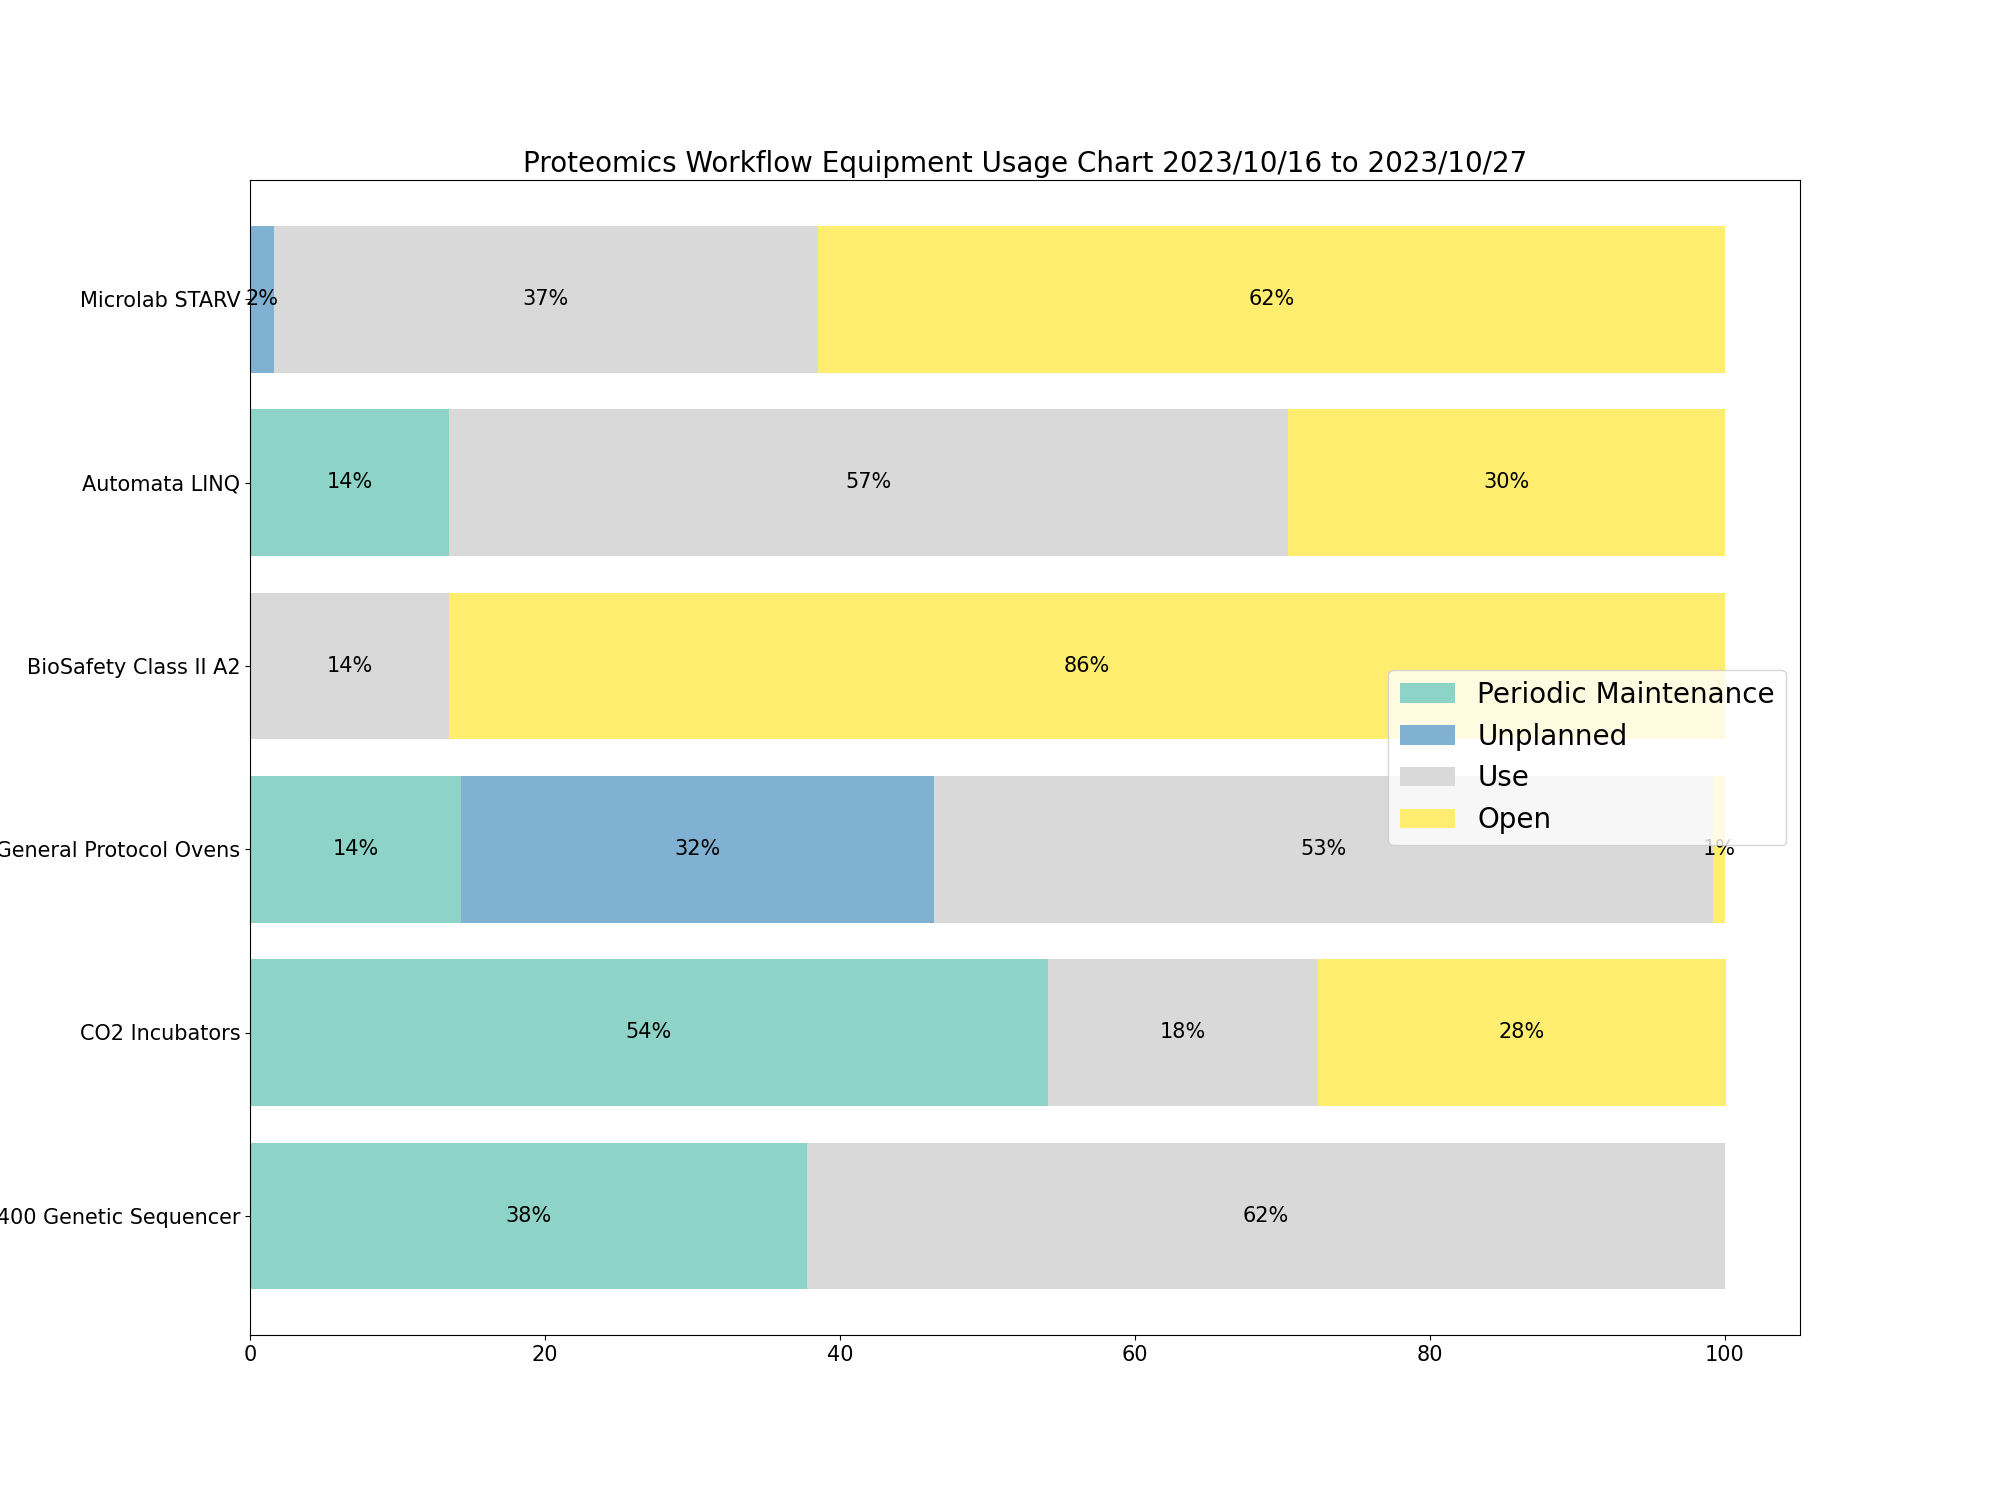 Proteomics Workflow Equipment Usage Chart 2023/10/16 to 2023/10/27
Microlab STARV 2% 37% 62%
Automata LINQ 14% 57% 30%
BioSafety Class II A2 14% 86%
General Protocol Ovens 14% 32% 53% 1%
CO2 Incubators 54% 18% 28%
400 Genetic Sequencer 38% 62%
Periodic Maintenance
Unplanned
Use
Open
0 20 40 60 80 100